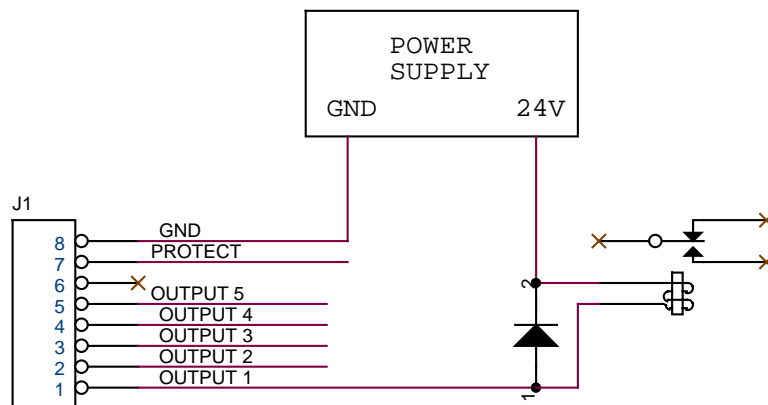 POWER
SUPPLY
GND 24V
J1
8 GND
7 PROTECT
6
5 OUTPUT 5
4 OUTPUT 4
3 OUTPUT 3
2 OUTPUT 2
1 OUTPUT 1
2
1